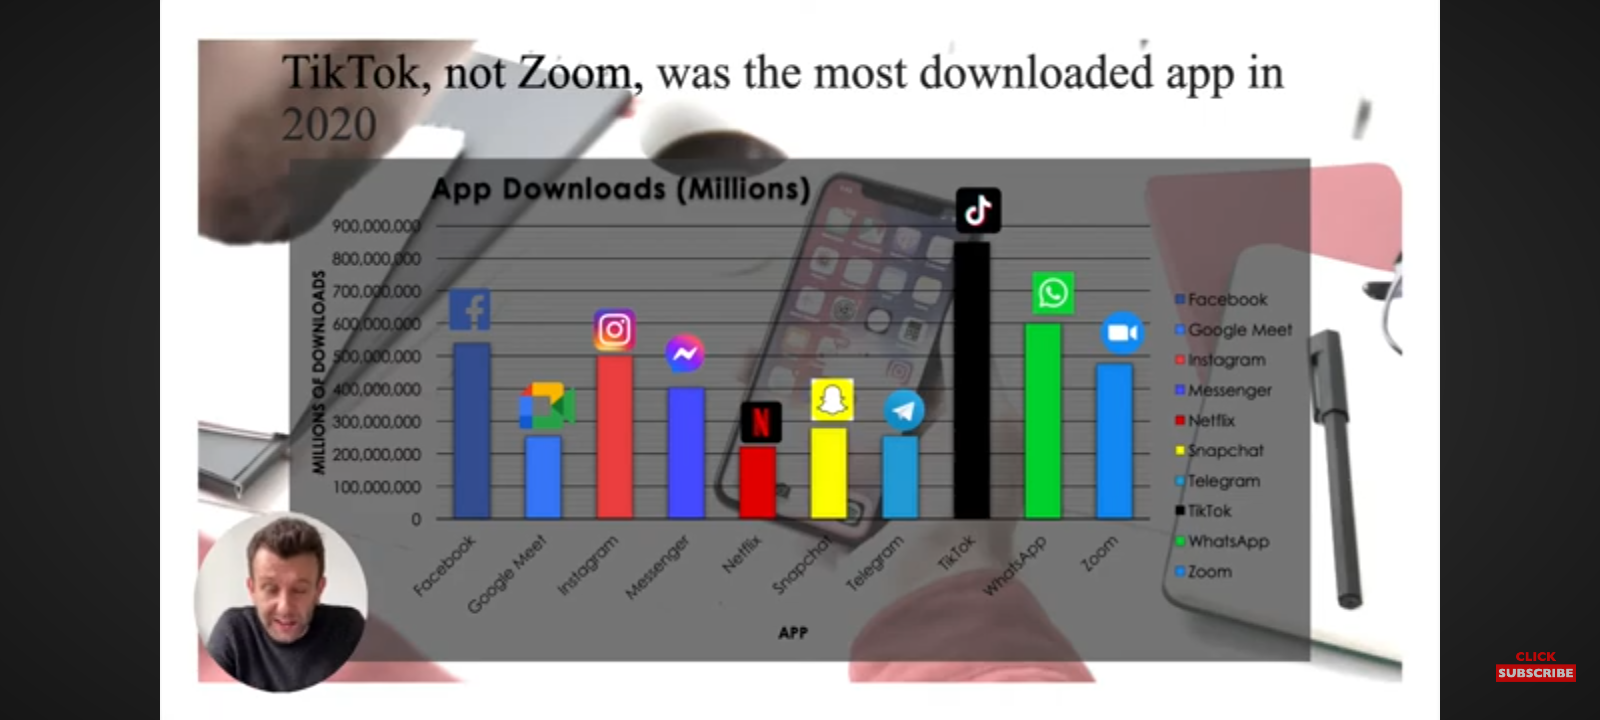 TikTok, not Zoom, was the most downloaded app in
2020
App Downloads (Millions)
MILLIONS OF DOWNLOADS
900,000,000
800,000,000
700,000,000
600,000,000
500,000,000
400,000,000
300,000,000
200,000,000
100,000,000
0
N
Facebook
Google Meet
Instagram
Messenger
Netflix
Snapchat
Telegram
TikTok
WhatsApp
Zoom
APP
Facebook
Google Meet
Instagram
Messenger
Netflix
Snapchat
Telegram
TikTok
WhatsApp
Zoom
CLICK
SUBSCRIBE